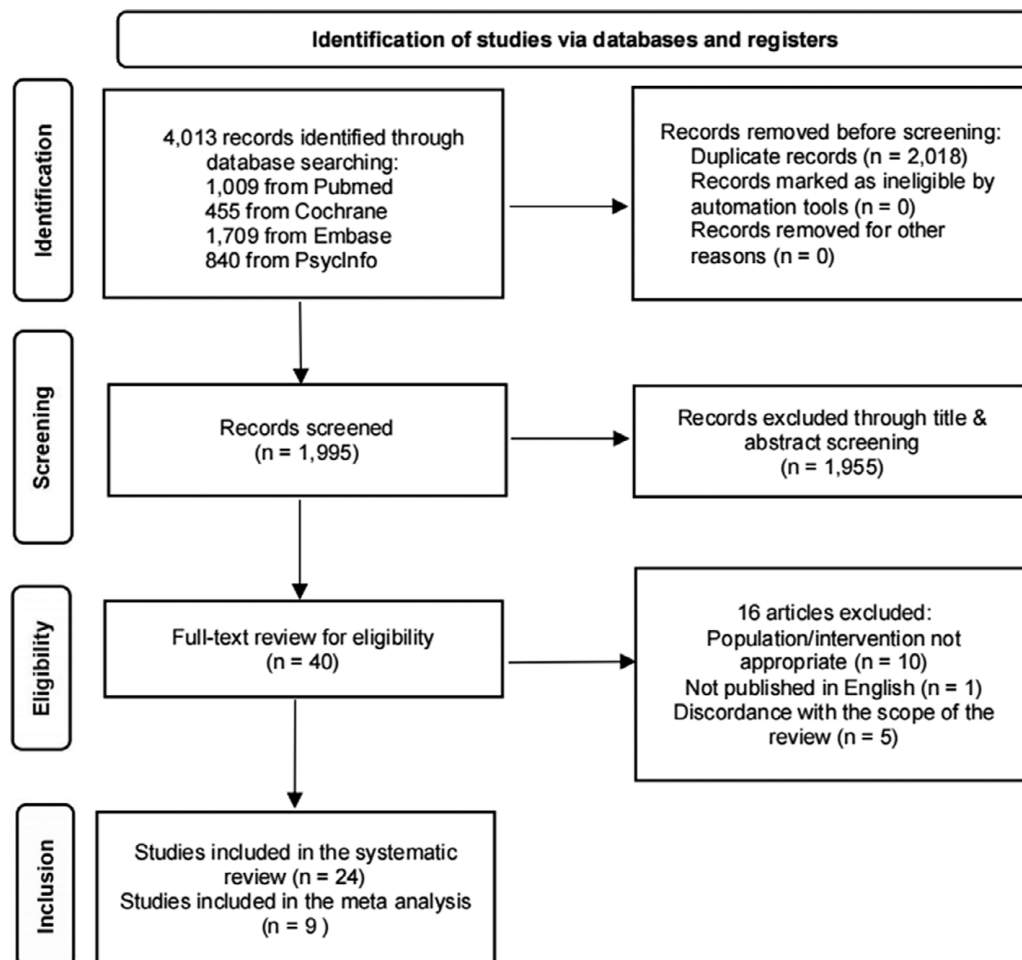 Identification of studies via databases and registers
Identification
4,013 records identified through
database searching:
1,009 from Pubmed
455 from Cochrane
1,709 from Embase
840 from PsycInfo
Records removed before screening:
Duplicate records (n = 2,018)
Records marked as ineligible by
automation tools (n = 0)
Records removed for other
reasons (n = 0)
Screening
Records screened
(n = 1,995)
Records excluded through title &
abstract screening
(n = 1,955)
Eligibility
Full-text review for eligibility
(n = 40)
16 articles excluded:
Population/intervention not
appropriate (n = 10)
Not published in English (n = 1)
Discordance with the scope of the
review (n = 5)
Inclusion
Studies included in the systematic
review (n = 24)
Studies included in the meta analysis
(n = 9 )